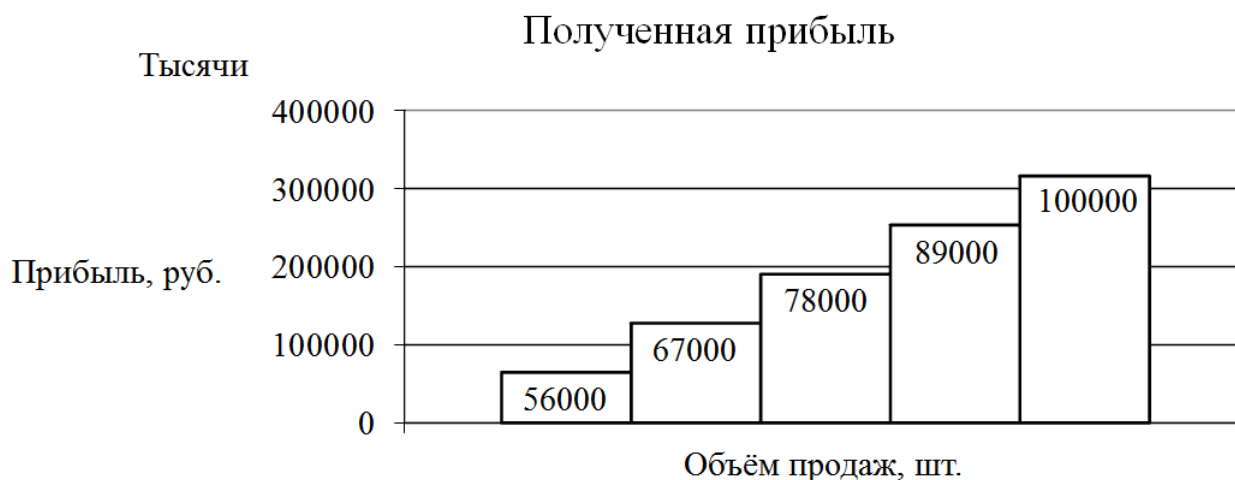 Полученная прибыль
Тысячи
400000
300000
200000
100000
0
Прибыль, руб.
56000
67000
78000
89000
100000
Объём продаж, шт.